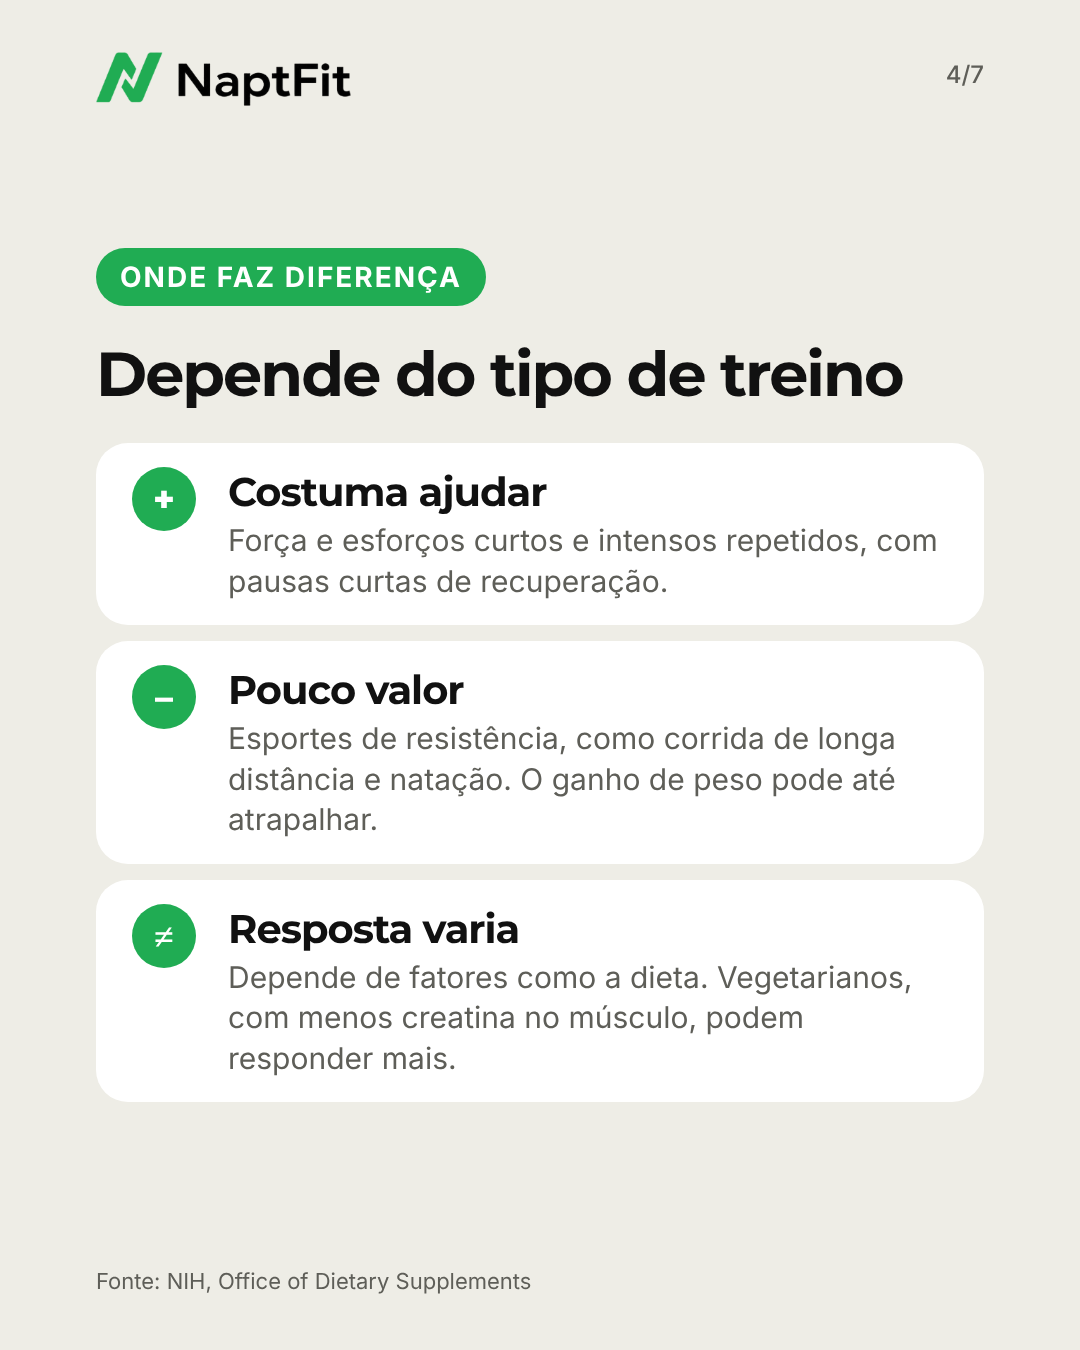 NaptFit
4/7
ONDE FAZ DIFERENÇA
Depende do tipo de treino
+
Costuma ajudar
Força e esforços curtos e intensos repetidos, com
pausas curtas de recuperação.
–
Pouco valor
Esportes de resistência, como corrida de longa
distância e natação. O ganho de peso pode até
atrapalhar.
≠
Resposta varia
Depende de fatores como a dieta. Vegetarianos,
com menos creatina no músculo, podem
responder mais.
Fonte: NIH, Office of Dietary Supplements